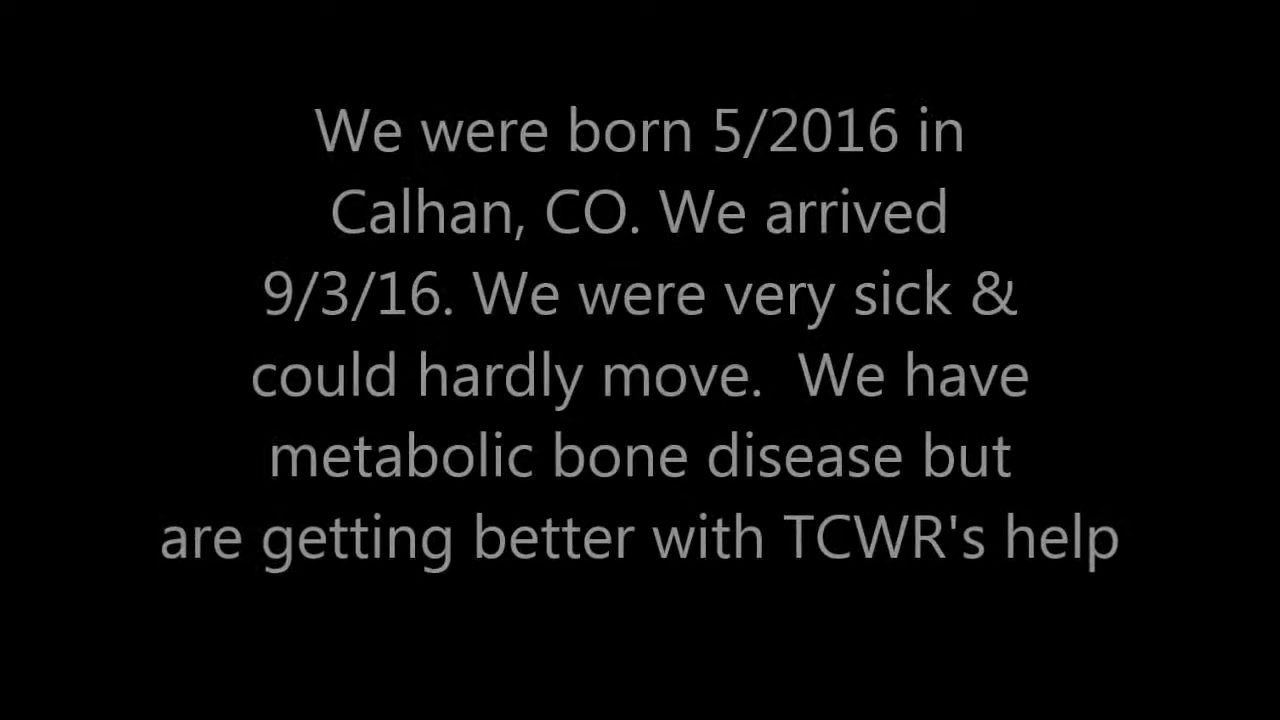 We were born 5/2016 in
Calhan, CO. We arrived
9/3/16. We were very sick &
could hardly move.  We have
metabolic bone disease but
are getting better with TCWR's help